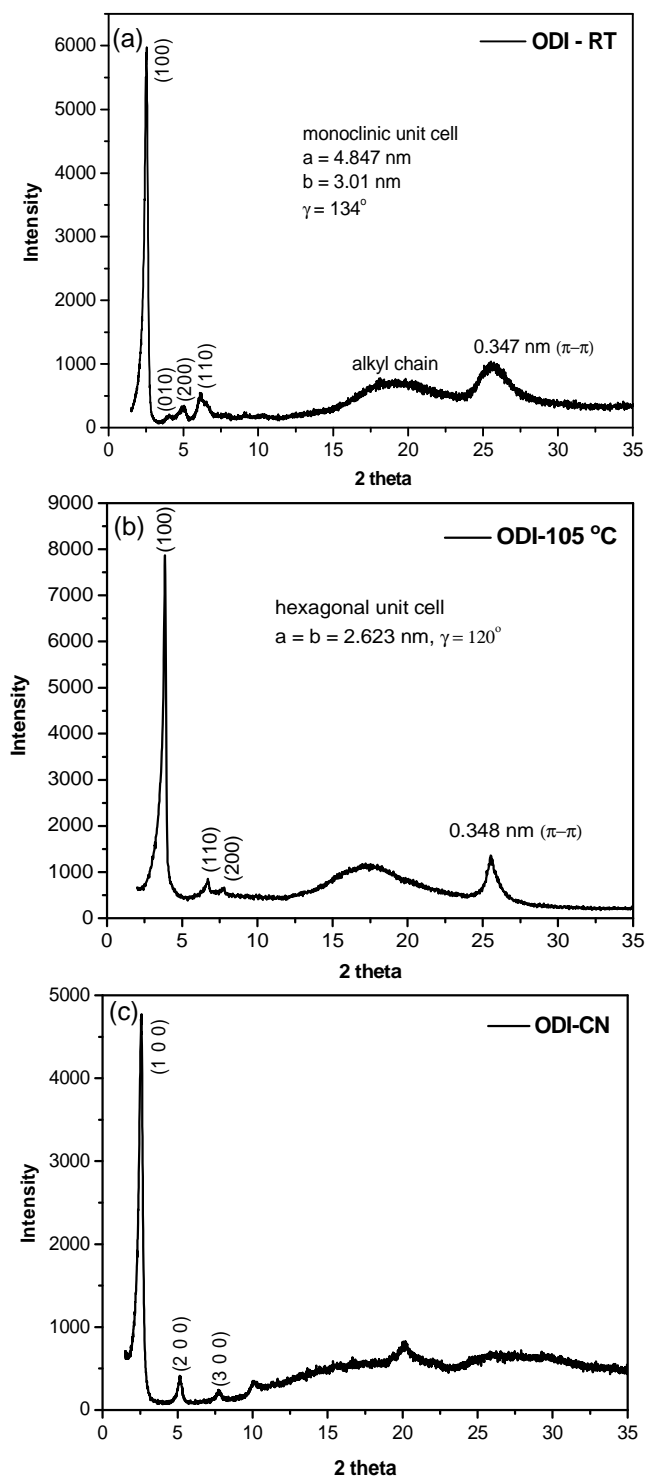 (a)
ODI - RT
6000
5000
4000
3000
2000
1000
0
Intensity
(100)
(010)
(200)
(110)
monoclinic unit cell
a = 4.847 nm
b = 3.01 nm
γ = 134°
alkyl chain
0.347 nm (π–π)
0 5 10 15 20 25 30 35
2 theta
(b)
ODI-105 °C
9000
8000
7000
6000
5000
4000
3000
2000
1000
0
Intensity
(100)
(110)
(200)
hexagonal unit cell
a = b = 2.623 nm, γ = 120°
0.348 nm (π–π)
0 5 10 15 20 25 30 35
2 theta
(c)
ODI-CN
5000
4000
3000
2000
1000
0
Intensity
(1 0 0)
(2 0 0)
(3 0 0)
0 5 10 15 20 25 30 35
2 theta